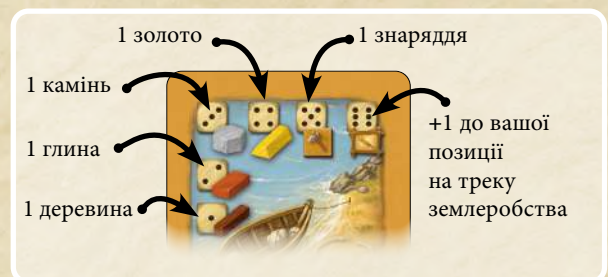 1 золото
1 знаряддя
1 камінь
1 глина
1 деревина
+1 до вашої
позиції
на треку
землеробства